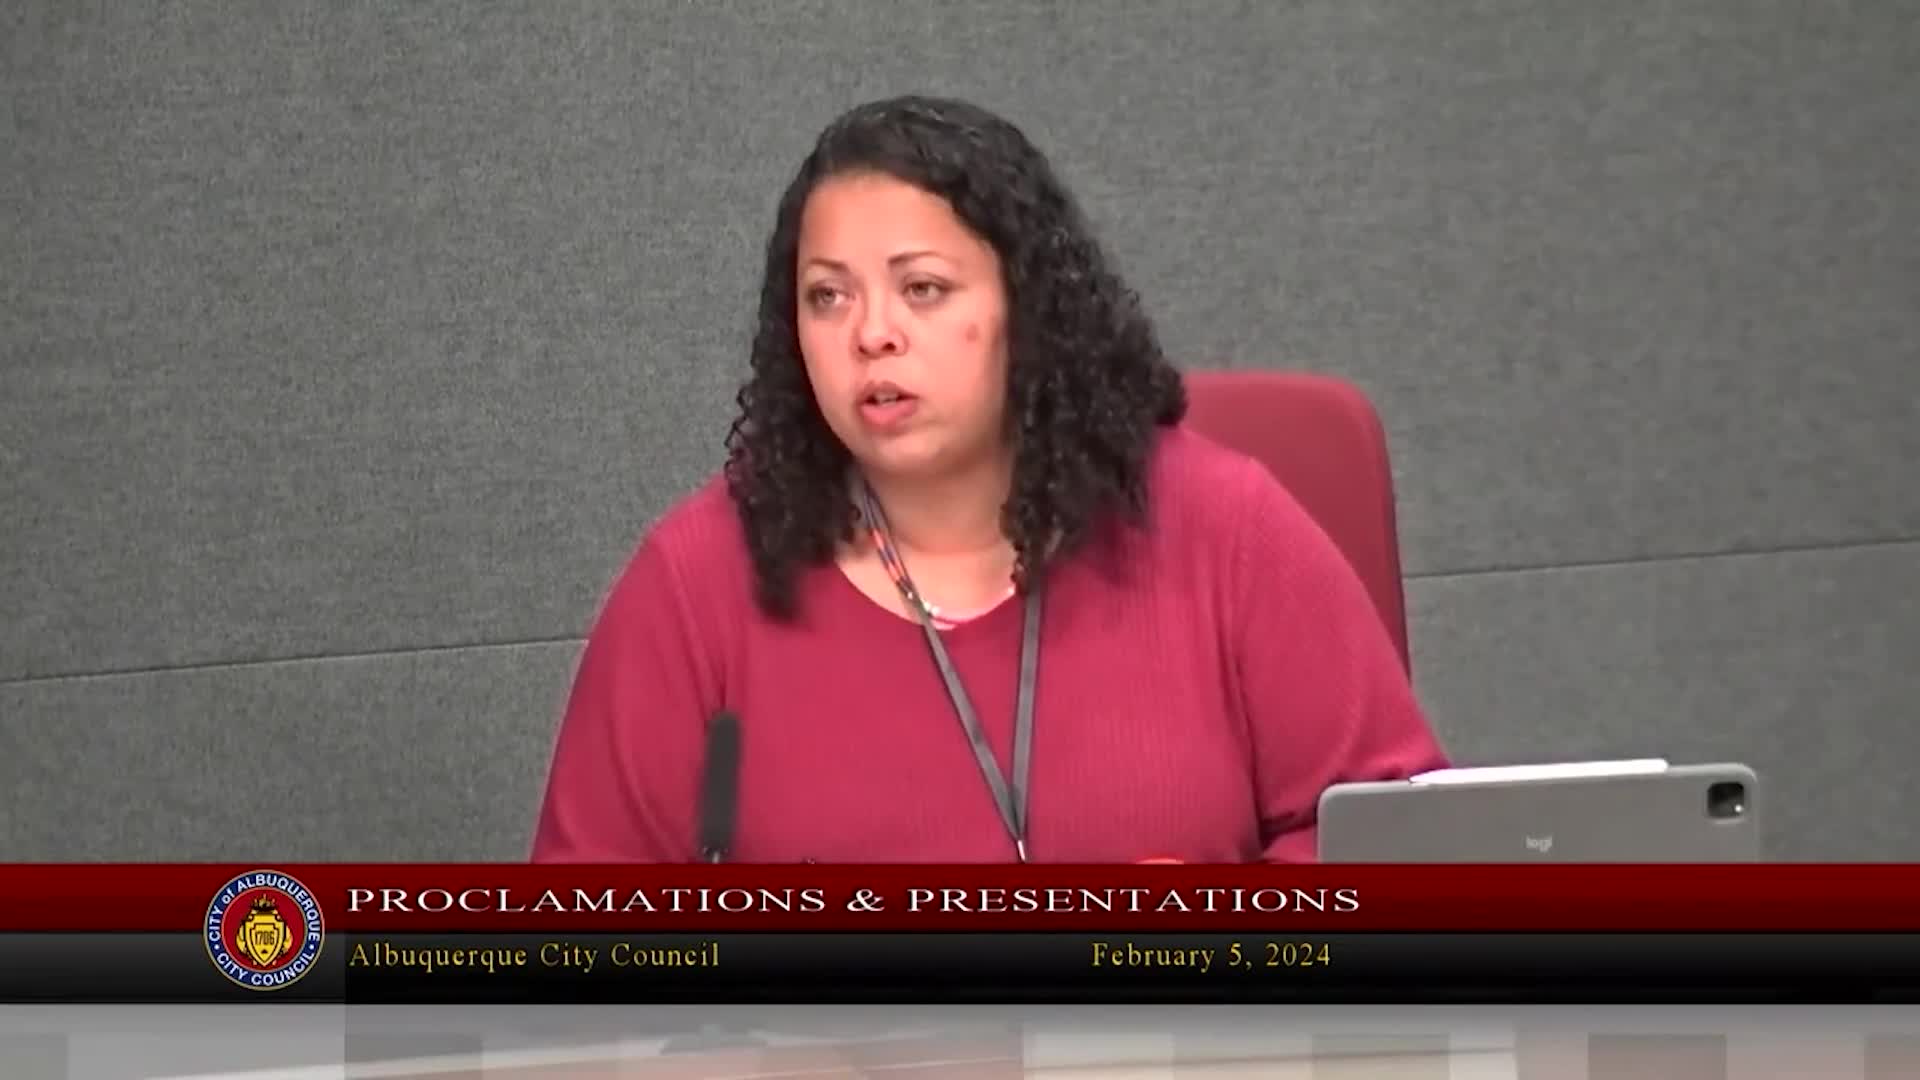 logi
CITY of ALBUQUERQUE
1706
CITY COUNCIL
PROCLAMATIONS & PRESENTATIONS
Albuquerque City Council
February 5, 2024